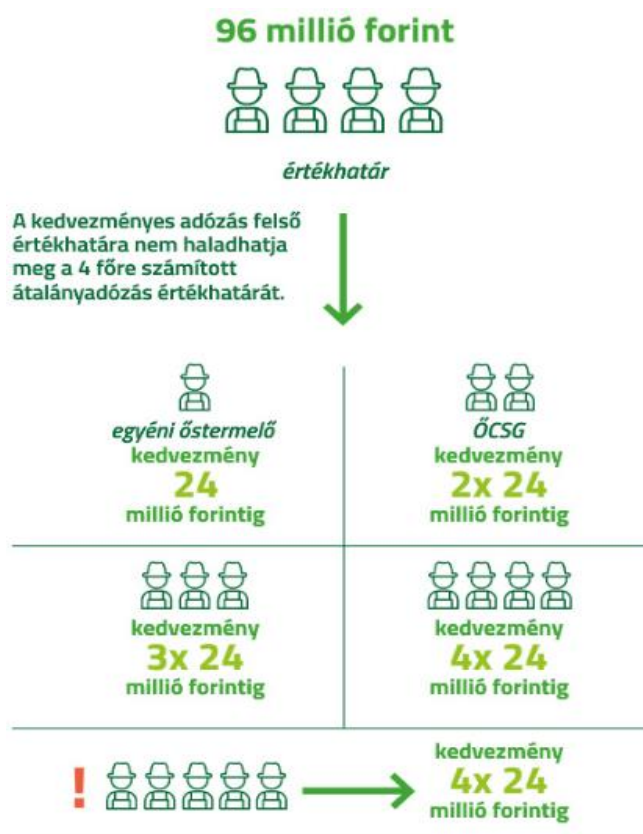 96 millió forint
értékhatár
A kedvezményes adózás felső
értékhatára nem haladhatja
meg a 4 főre számított
átalányadózás értékhatárát.
egyéni őstermelő
kedvezmény
24
millió forintig
ŐCSG
kedvezmény
2x 24
millió forintig
kedvezmény
3x 24
millió forintig
kedvezmény
4x 24
millió forintig
!
kedvezmény
4x 24
millió forintig